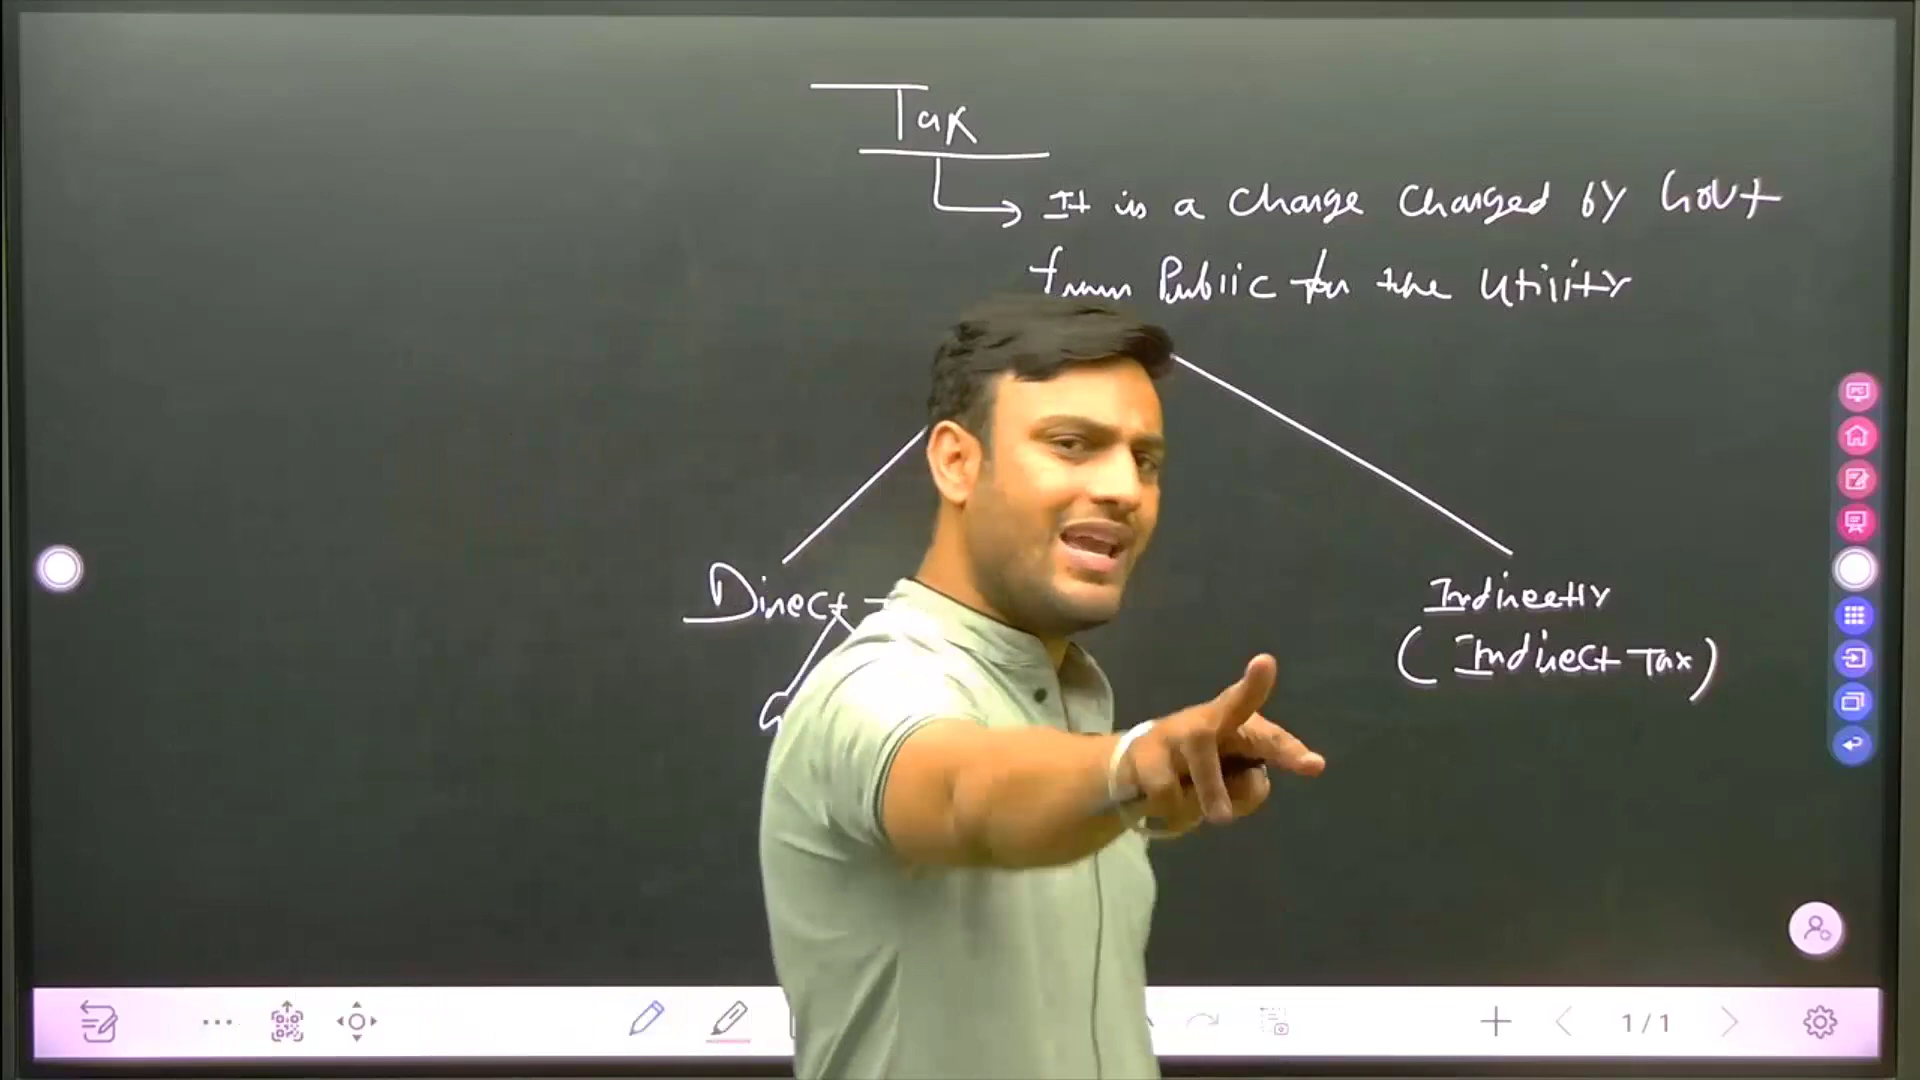 Tax
It is a charge charged by Govt
from Public for the Utility
Direct
Indirectly
(Indirect Tax)
1/1